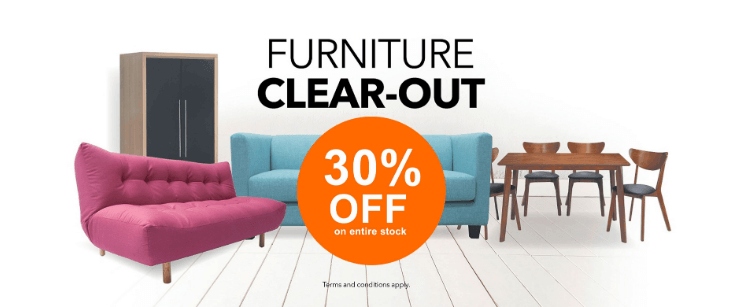 FURNITURE
CLEAR-OUT
30%
OFF
on entire stock
Terms and conditions apply.